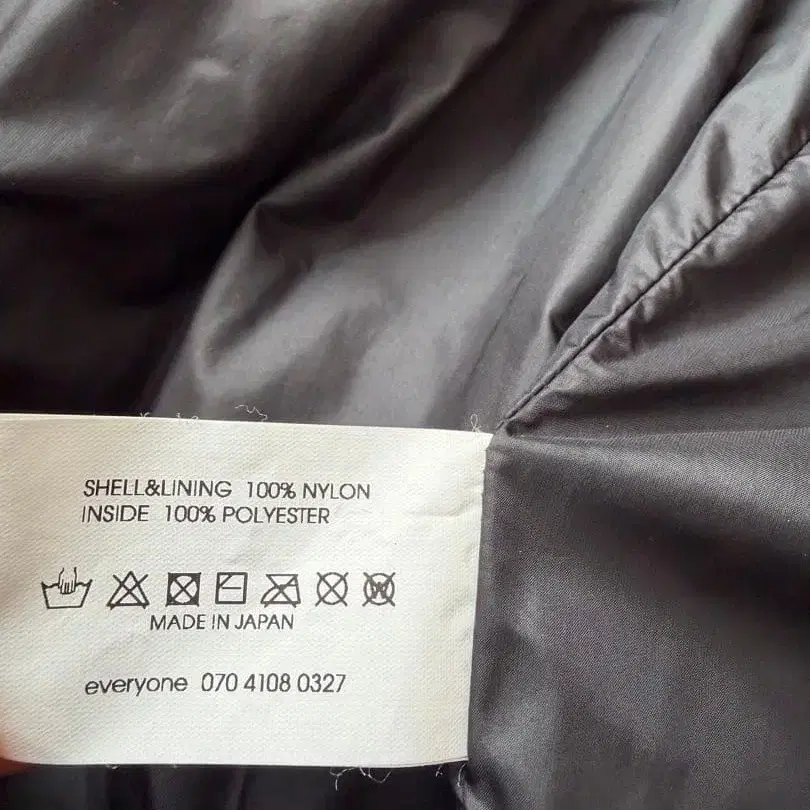 SHELL&LINING 100% NYLON
INSIDE 100% POLYESTER
W
MADE IN JAPAN
everyone 070 4108 0327